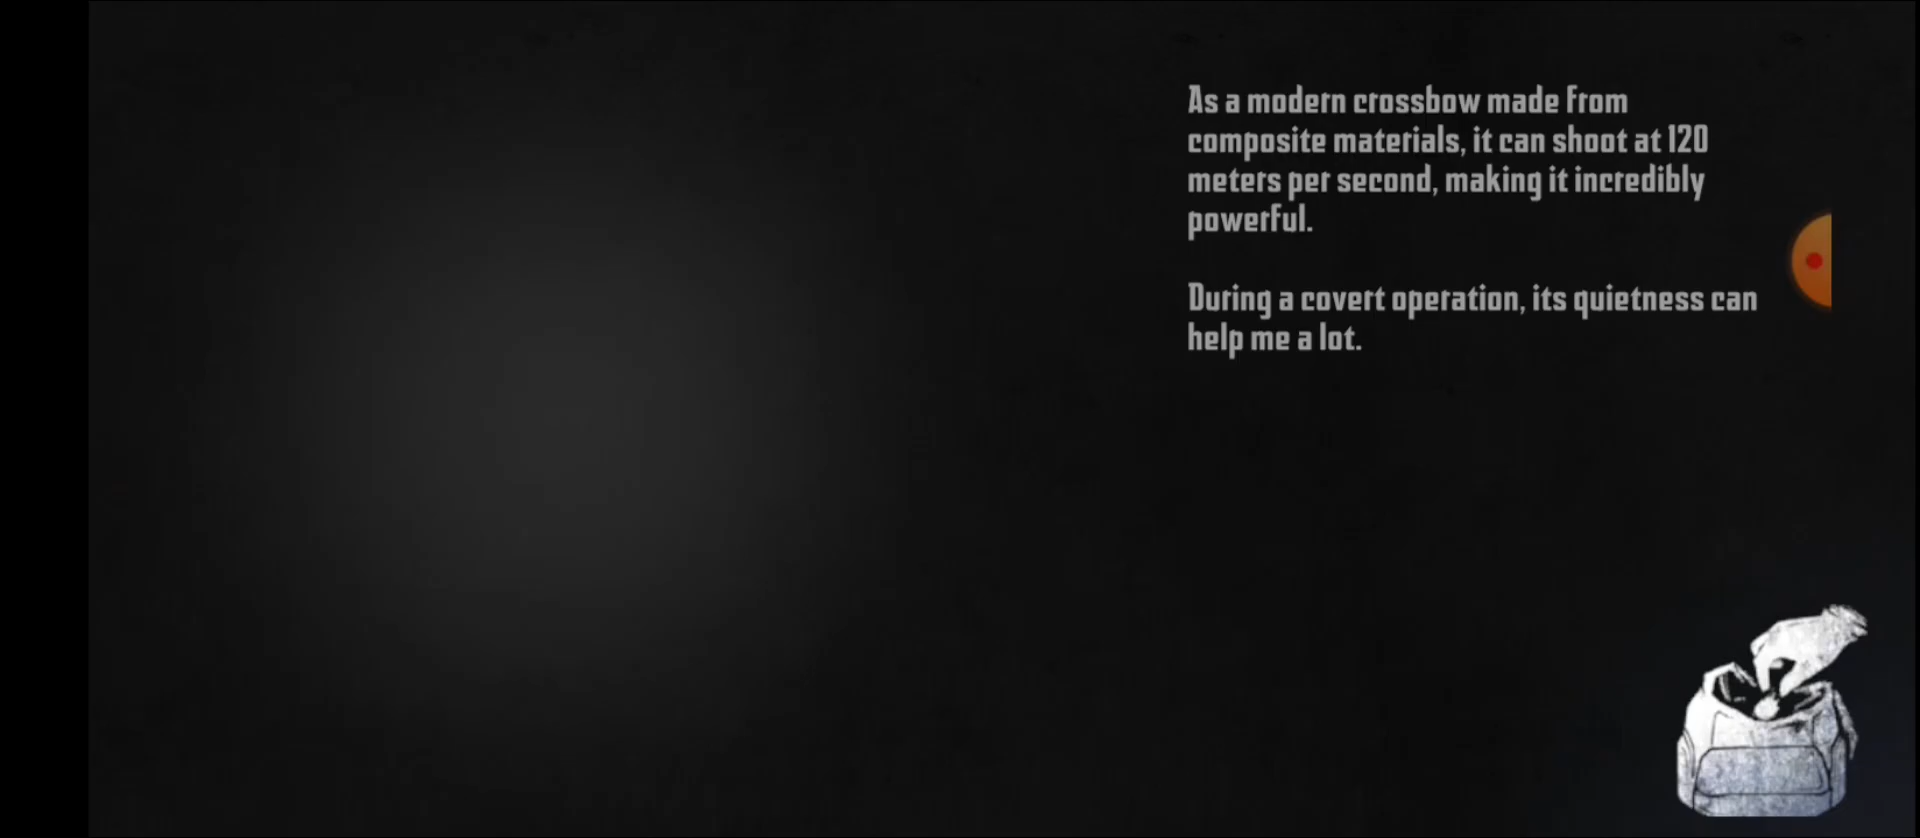 As a modern crossbow made from
composite materials, it can shoot at 120
meters per second, making it incredibly
powerful.
During a covert operation, its quietness can
help me a lot.